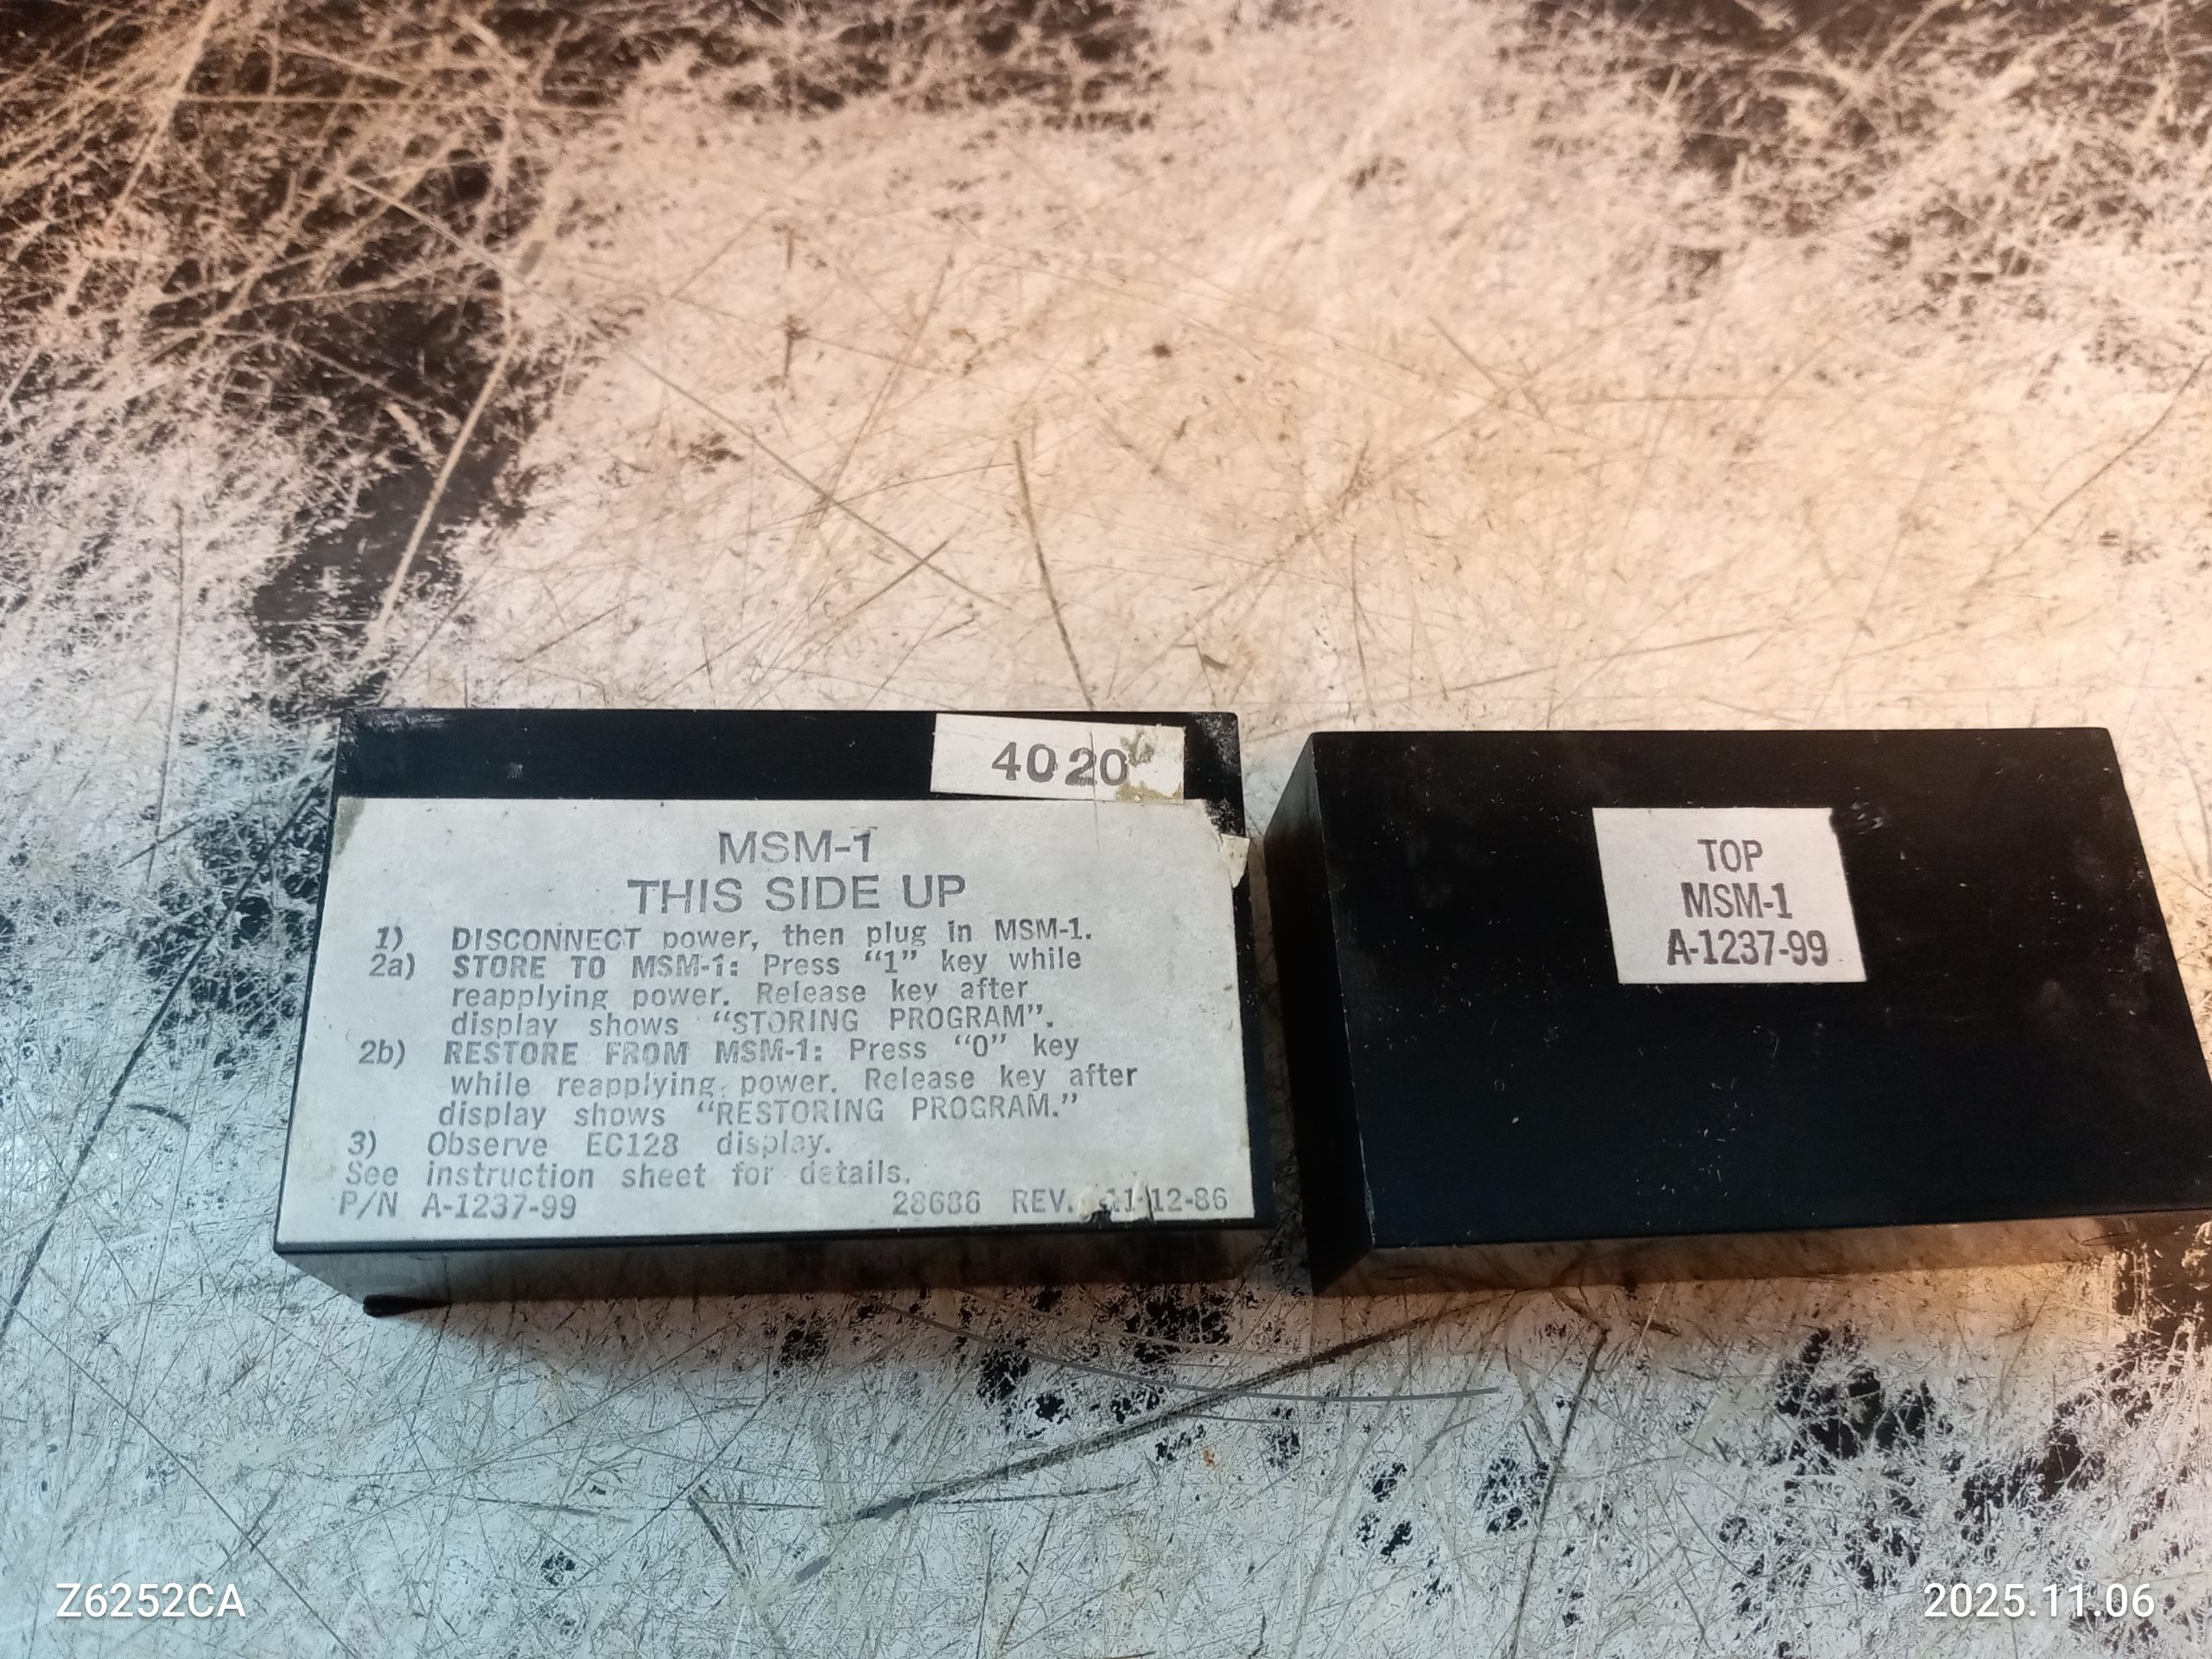 4020
MSM-1
THIS SIDE UP
1) DISCONNECT power, then plug in MSM-1.
2a) STORE TO MSM-1: Press “1” key while
reapplying power. Release key after
display shows “STORING PROGRAM”.
2b) RESTORE FROM MSM-1: Press “0” key
while reapplying power. Release key after
display shows “RESTORING PROGRAM.”
3) Observe EC128 display.
See instruction sheet for details.
P/N A-1237-99 28686 REV. 11-12-86
TOP
MSM-1
A-1237-99
Z6252CA
2025.11.06